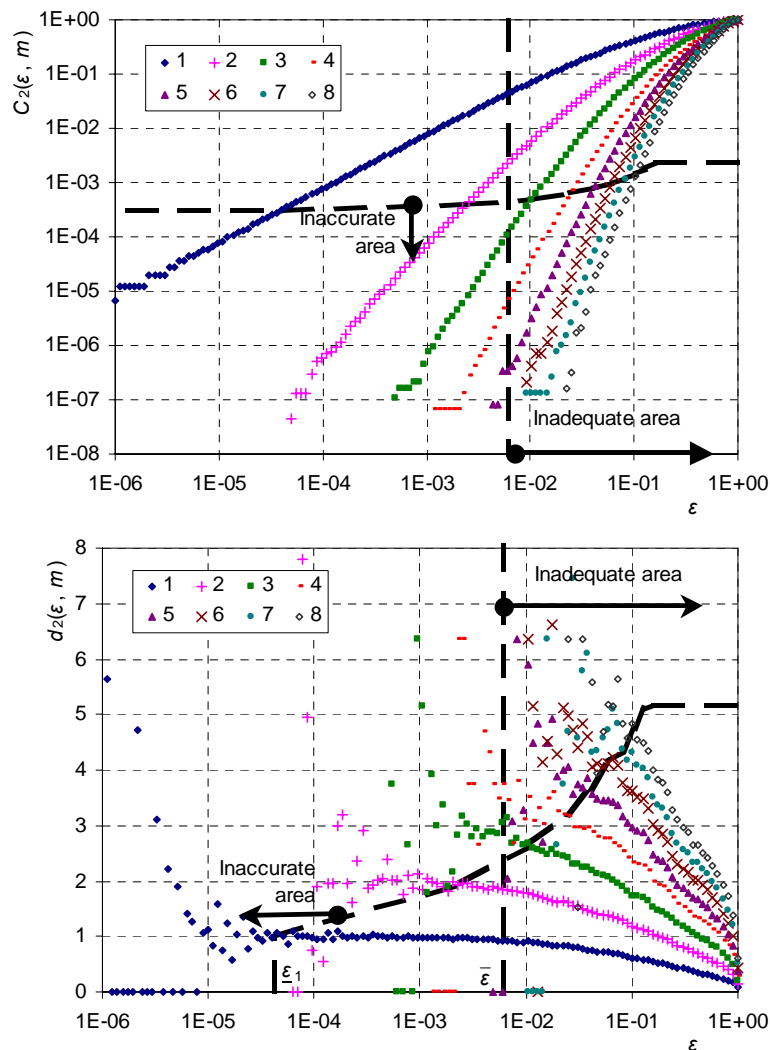 1E+00
1E-01
1E-02
1E-03
1E-04
1E-05
1E-06
1E-07
1E-08
C₂(ε, m)
1 2 3 4
5 6 7 8
Inaccurate
area
Inadequate area
1E-06 1E-05 1E-04 1E-03 1E-02 1E-01 1E+00
ε
8
7
6
5
4
3
2
1
0
d₂(ε, m)
1 2 3 4
5 6 7 8
Inadequate area
Inaccurate
area
ε̲₁
ε̅
1E-06 1E-05 1E-04 1E-03 1E-02 1E-01 1E+00
ε